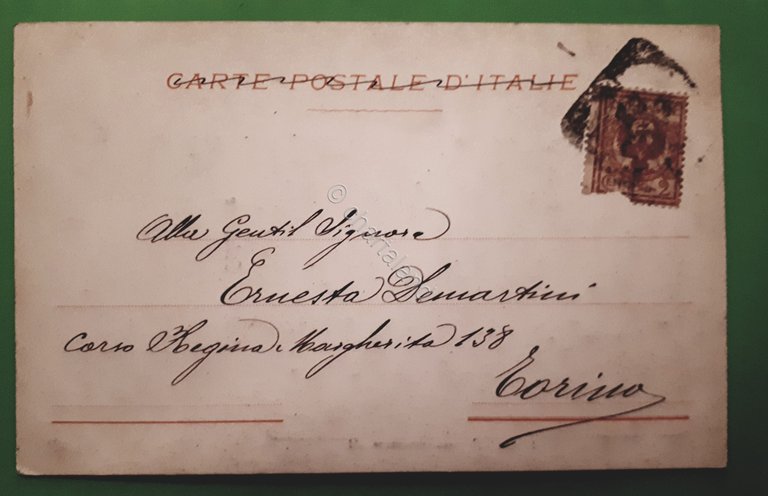 CARTE POSTALE D'ITALIE
Alla Gentil Signora
Ernesta Demartini
Corso Regina Margherita 138
Torino